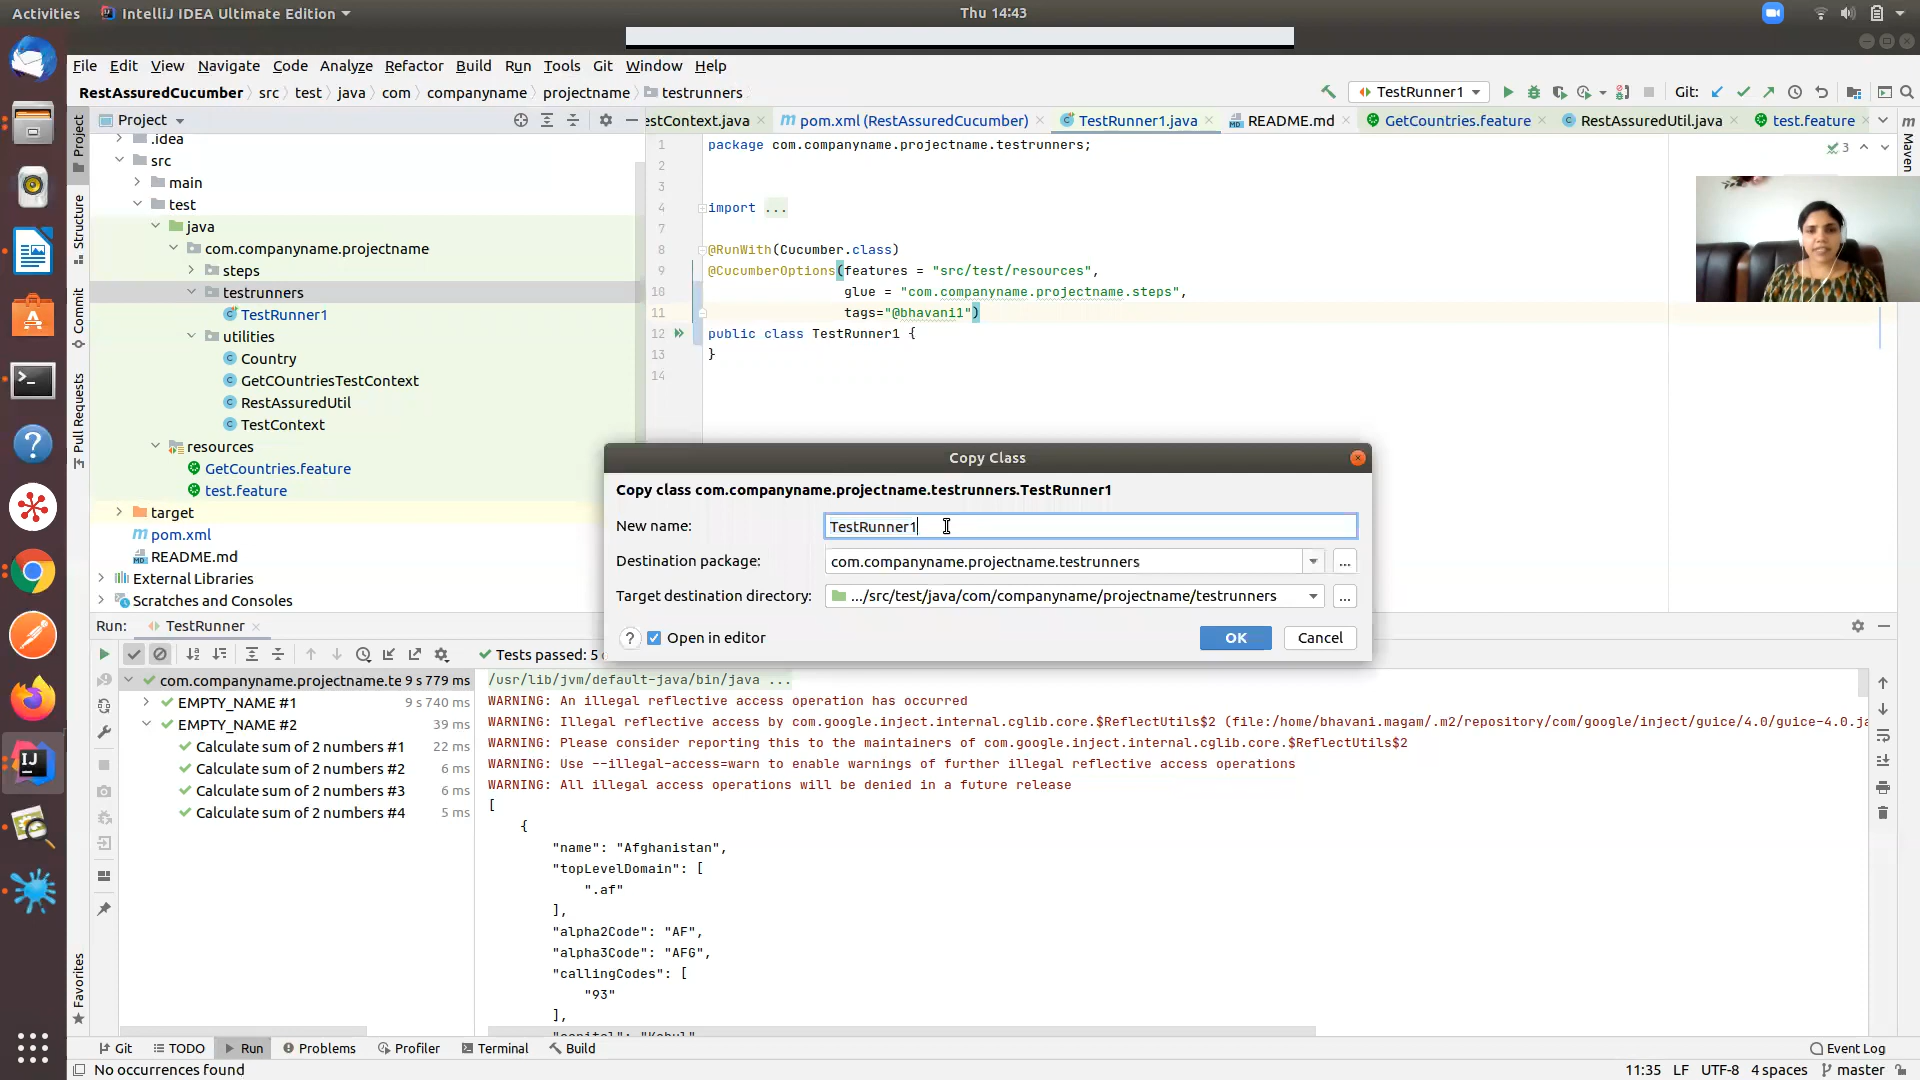 Activities IntelliJ IDEA Ultimate Edition Thu 14:43
File Edit View Navigate Code Analyze Refactor Build Run Tools Git Window Help
RestAssuredCucumber src test java com companyname projectname testrunners TestRunner1 Git:
Project estContext.java pom.xml (RestAssuredCucumber) TestRunner1.java README.md GetCountries.feature RestAssuredUtil.java test.feature
Project
Structure
Commit
Pull Requests
Favorites
Maven
.idea
src
main
test
java
com.companyname.projectname
steps
testrunners
TestRunner1
utilities
Country
GetCOuntriesTestContext
RestAssuredUtil
TestContext
resources
GetCountries.feature
test.feature
target
pom.xml
README.md
External Libraries
Scratches and Consoles
1 package com.companyname.projectname.testrunners;
2
3
4 import ...
7
8 @RunWith(Cucumber.class)
9 @CucumberOptions(features = "src/test/resources",
10 glue = "com.companyname.projectname.steps",
11 tags="@bhavani1")
12 public class TestRunner1 {
13 }
14
3
Copy Class
Copy class com.companyname.projectname.testrunners.TestRunner1
New name: TestRunner1
Destination package: com.companyname.projectname.testrunners ...
Target destination directory: .../src/test/java/com/companyname/projectname/testrunners ...
? Open in editor OK Cancel
Run: TestRunner
Tests passed: 5
com.companyname.projectname.te 9 s 779 ms
EMPTY_NAME #1 9 s 740 ms
EMPTY_NAME #2 39 ms
Calculate sum of 2 numbers #1 22 ms
Calculate sum of 2 numbers #2 6 ms
Calculate sum of 2 numbers #3 6 ms
Calculate sum of 2 numbers #4 5 ms
/usr/lib/jvm/default-java/bin/java ...
WARNING: An illegal reflective access operation has occurred
WARNING: Illegal reflective access by com.google.inject.internal.cglib.core.$ReflectUtils$2 (file:/home/bhavani.magam/.m2/repository/com/google/inject/guice/4.0/guice-4.0.ja
WARNING: Please consider reporting this to the maintainers of com.google.inject.internal.cglib.core.$ReflectUtils$2
WARNING: Use --illegal-access=warn to enable warnings of further illegal reflective access operations
WARNING: All illegal access operations will be denied in a future release
[
{
"name": "Afghanistan",
"topLevelDomain": [
".af"
],
"alpha2Code": "AF",
"alpha3Code": "AFG",
"callingCodes": [
"93"
],
Git TODO Run Problems Profiler Terminal Build Event Log
No occurrences found 11:35 LF UTF-8 4 spaces master